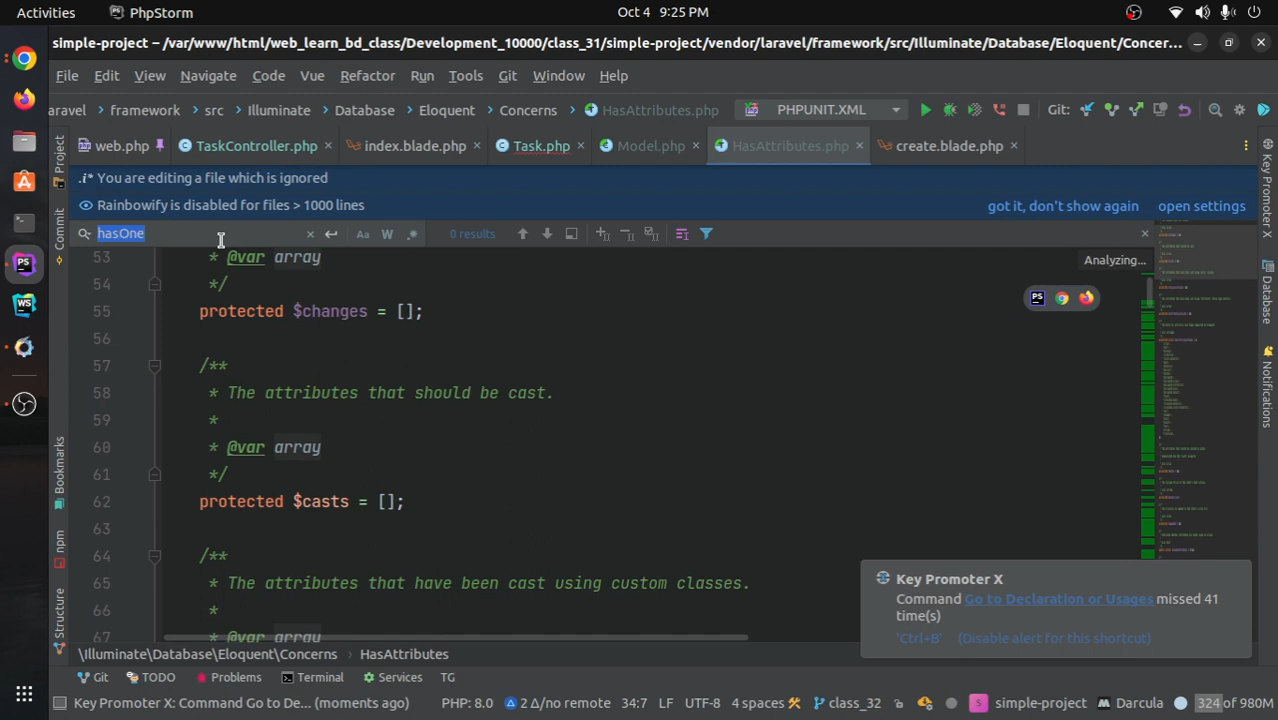 Activities PhpStorm Oct 4 9:25 PM
simple-project – /var/www/html/web_learn_bd_class/Development_10000/class_31/simple-project/vendor/laravel/framework/src/Illuminate/Database/Eloquent/Concer...
File Edit View Navigate Code Vue Refactor Run Tools Git Window Help
laravel framework src Illuminate Database Eloquent Concerns HasAttributes.php PHPUNIT.XML Git:
web.php TaskController.php index.blade.php Task.php Model.php HasAttributes.php create.blade.php
.i* You are editing a file which is ignored
Rainbowify is disabled for files > 1000 lines got it, don't show again open settings
hasOne Aa W .* 0 results
53 * @var array Analyzing...
54 */
55 protected $changes = [];
56
57 /**
58 * The attributes that should be cast.
59 *
60 * @var array
61 */
62 protected $casts = [];
63
64 /**
65 * The attributes that have been cast using custom classes.
66 *
67 * @var array
Key Promoter X
Command Go to Declaration or Usages missed 41
time(s)
'Ctrl+B' (Disable alert for this shortcut)
\Illuminate\Database\Eloquent\Concerns HasAttributes
Git TODO Problems Terminal Services TG
Key Promoter X: Command Go to De... (moments ago) PHP: 8.0 2 Δ/no remote 34:7 LF UTF-8 4 spaces class_32 S simple-project Darcula 324 of 980M
Project
Commit
Bookmarks
npm
Structure
Key Promoter X
Database
Notifications